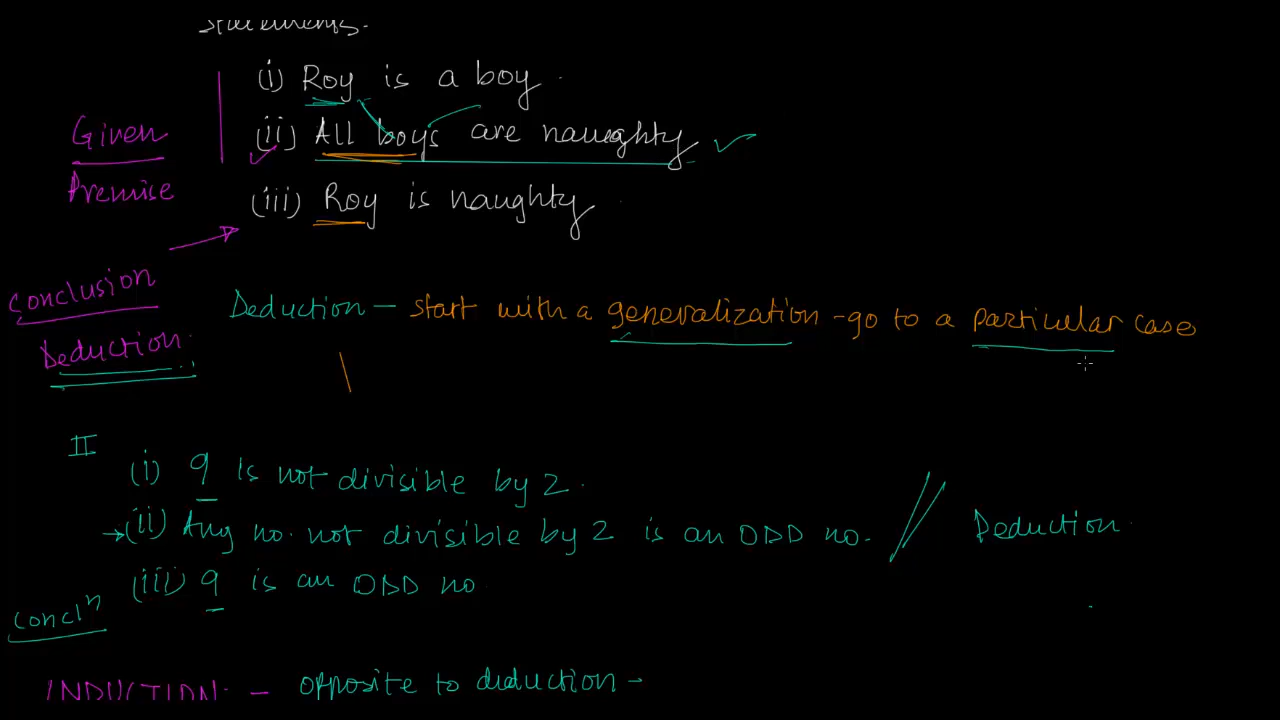 statements.
(i) Roy is a boy.
Given (ii) All boys are naughty
Premise
(iii) Roy is naughty
Conclusion
Deduction – start with a generalization – go to a particular case
Deduction.
II
(i) 9 is not divisible by 2.
(ii) Any no. not divisible by 2 is an ODD no. Deduction.
(iii) 9 is an ODD no
Conclⁿ
INDUCTION – opposite to deduction –